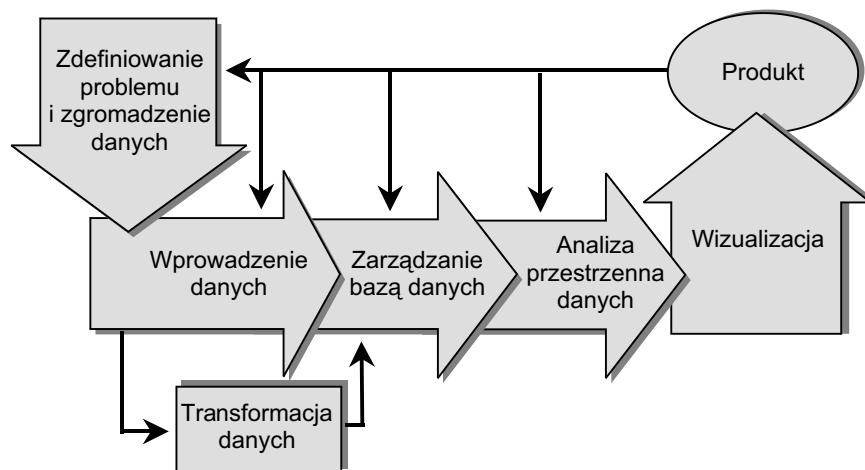 Zdefiniowanie
problemu
i zgromadzenie
danych
Produkt
Wprowadzenie
danych
Zarządzanie
bazą danych
Analiza
przestrzenna
danych
Wizualizacja
Transformacja
danych